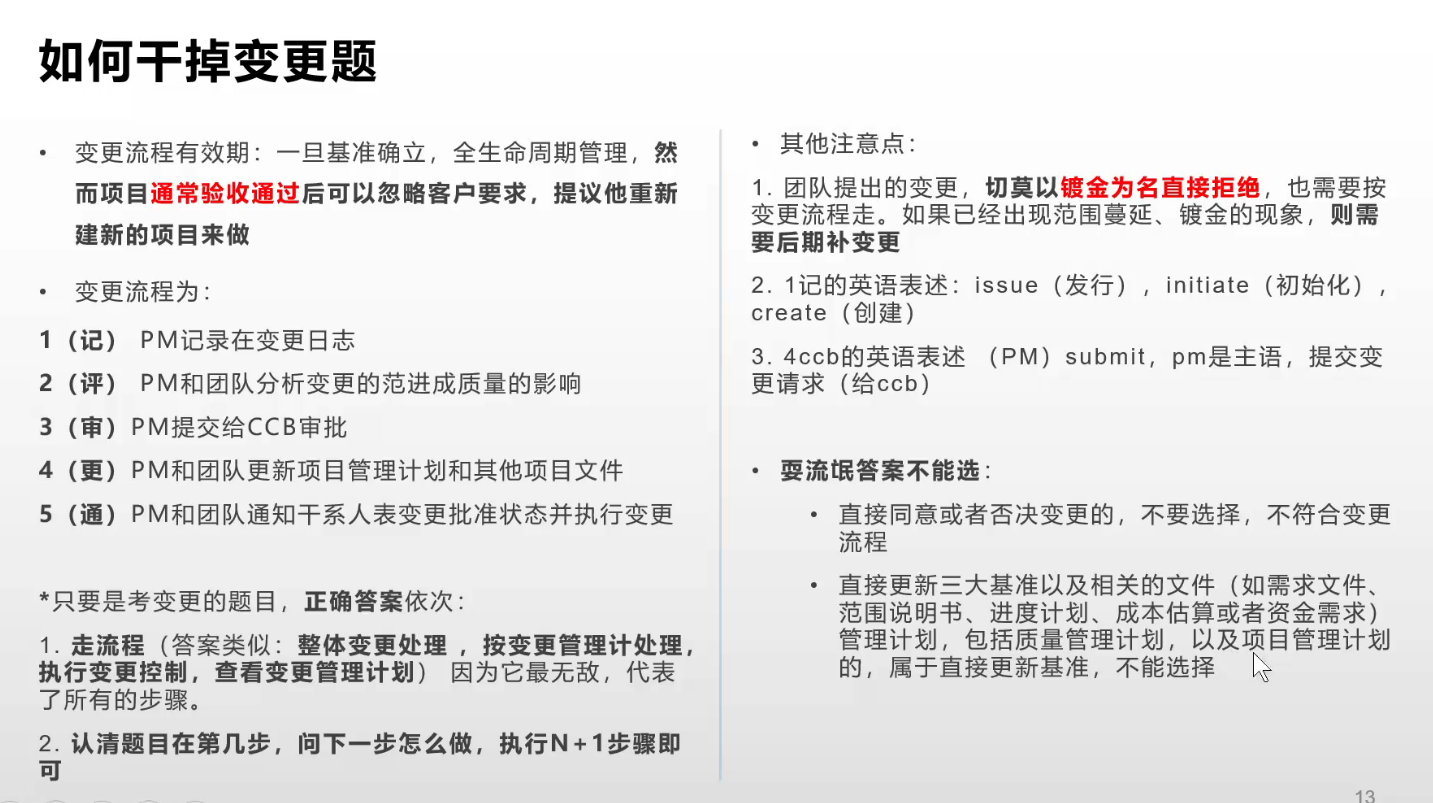 如何干掉变更题
• 变更流程有效期：一旦基准确立，全生命周期管理，然
而项目通常验收通过后可以忽略客户要求，提议他重新
建新的项目来做
• 变更流程为：
1（记） PM记录在变更日志
2（评） PM和团队分析变更的范进成质量的影响
3（审）PM提交给CCB审批
4（更）PM和团队更新项目管理计划和其他项目文件
5（通）PM和团队通知干系人表变更批准状态并执行变更
*只要是考变更的题目，正确答案依次：
1. 走流程（答案类似：整体变更处理 ，按变更管理计处理，
执行变更控制，查看变更管理计划） 因为它最无敌，代表
了所有的步骤。
2. 认清题目在第几步，问下一步怎么做，执行N+1步骤即
可
• 其他注意点：
1. 团队提出的变更，切莫以镀金为名直接拒绝，也需要按
变更流程走。如果已经出现范围蔓延、镀金的现象，则需
要后期补变更
2. 1记的英语表述：issue（发行），initiate（初始化），
create（创建）
3. 4ccb的英语表述 （PM）submit，pm是主语，提交变
更请求（给ccb）
• 耍流氓答案不能选：
• 直接同意或者否决变更的，不要选择，不符合变更
流程
• 直接更新三大基准以及相关的文件（如需求文件、
范围说明书、进度计划、成本估算或者资金需求）
管理计划，包括质量管理计划，以及项目管理计划
的，属于直接更新基准，不能选择
13